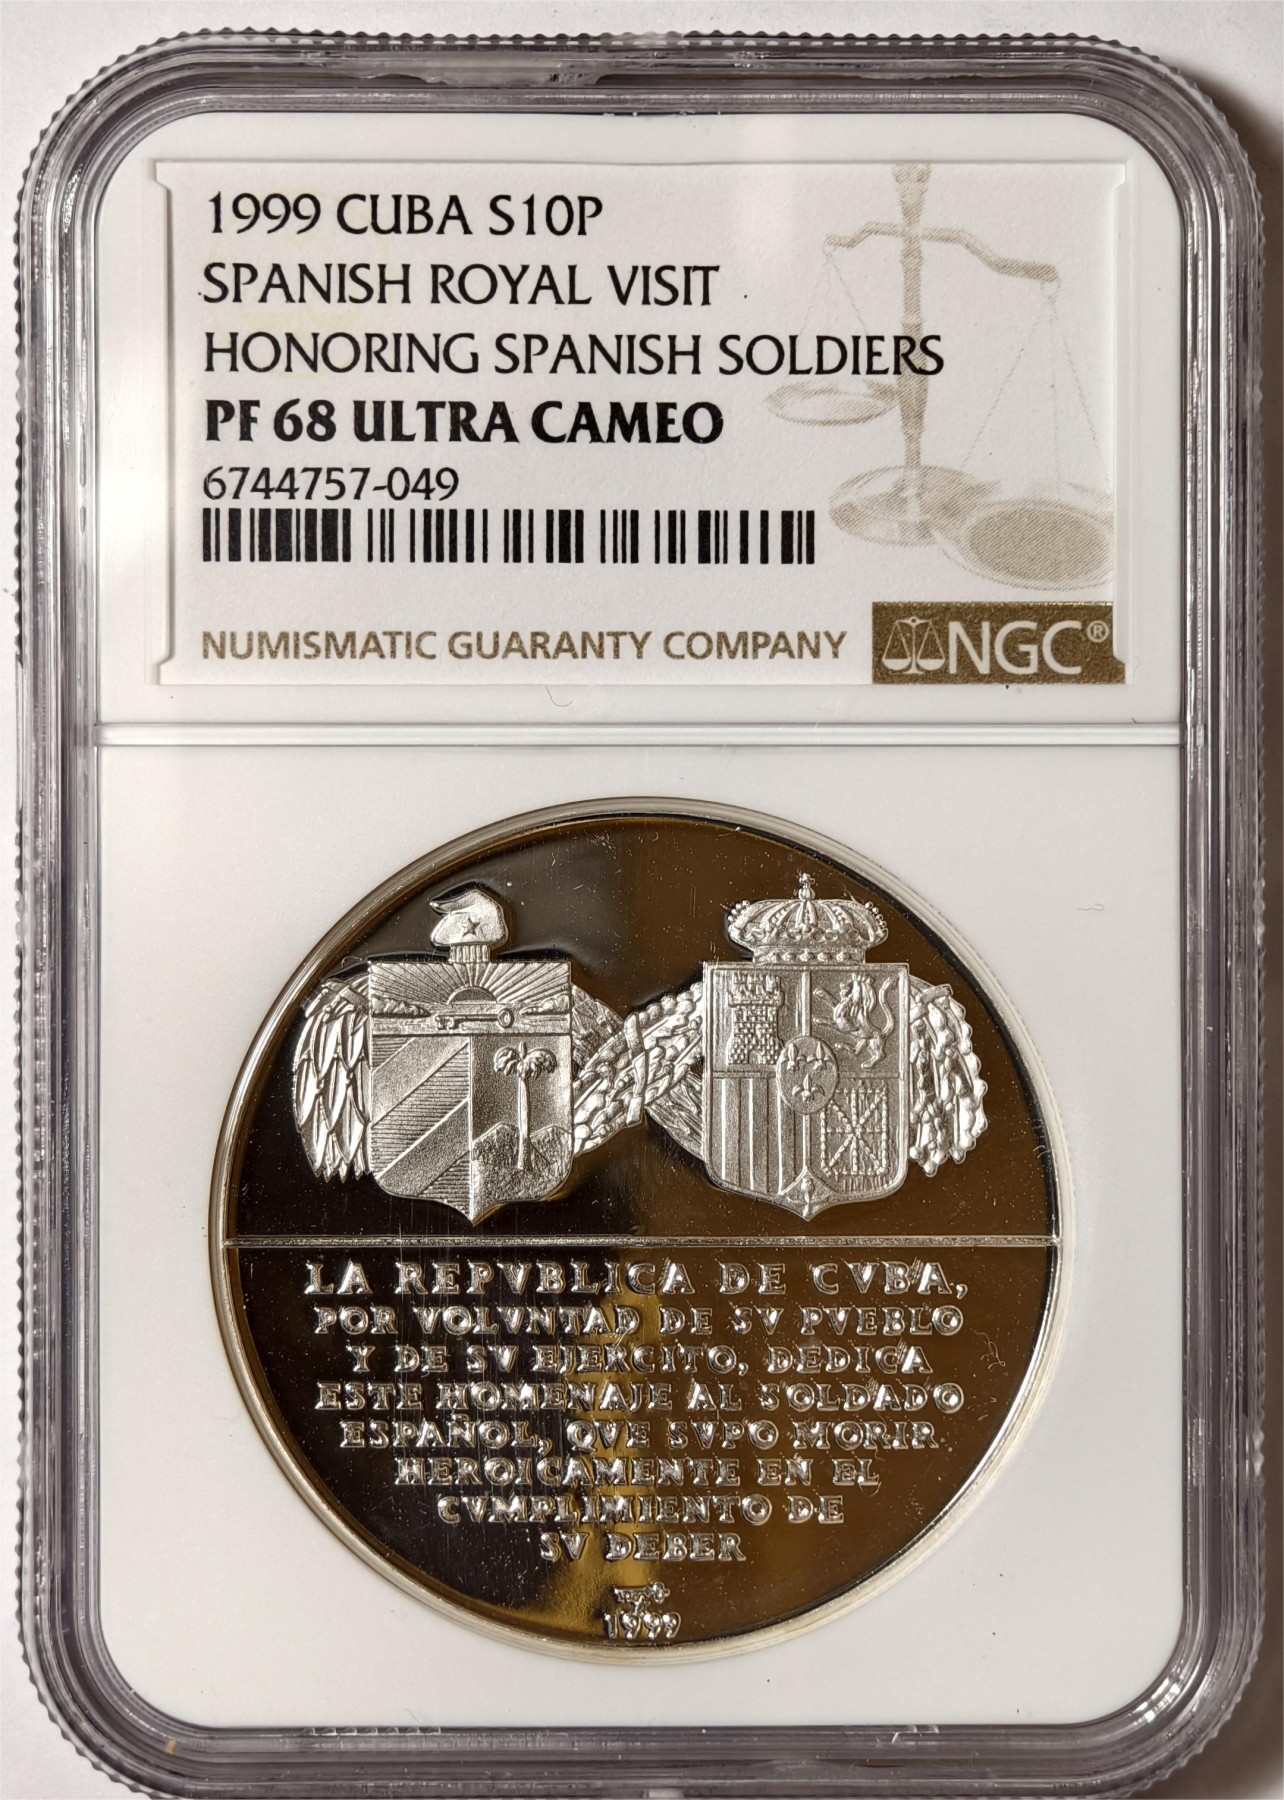 1999 CUBA S10P
SPANISH ROYAL VISIT
HONORING SPANISH SOLDIERS
PF 68 ULTRA CAMEO
6744757-049
NUMISMATIC GUARANTY COMPANY
NGC®
LA REPVBLICA DE CVBA,
POR VOLVNTAD DE SV PVEBLO
Y DE SV EJERCITO, DEDICA
ESTE HOMENAJE AL SOLDADO
ESPAÑOL, QVE SVPO MORIR
HEROICAMENTE EN EL
CVMPLIMIENTO DE
SV DEBER
1999